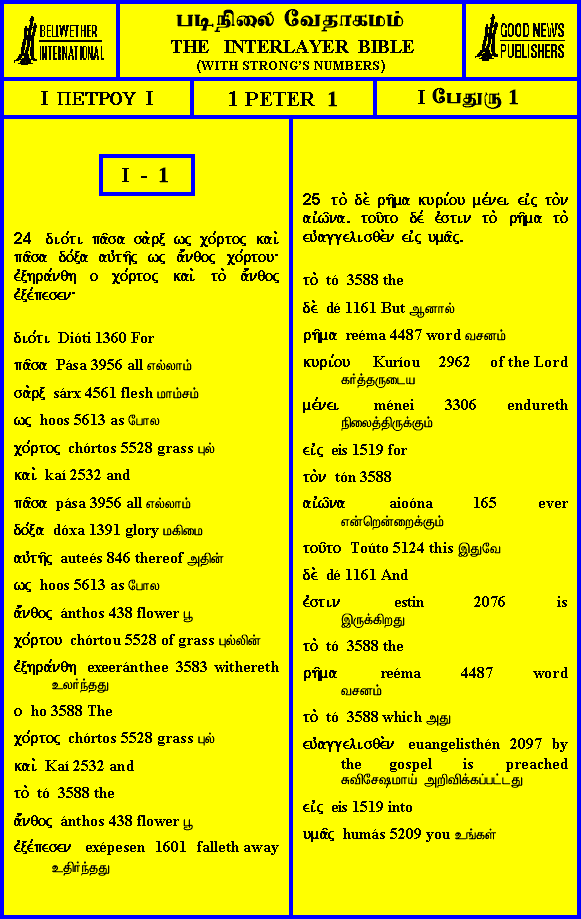 BELLWETHER
INTERNATIONAL
படிநிலை வேதாகமம்
THE INTERLAYER BIBLE
(WITH STRONG'S NUMBERS)
GOOD NEWS
PUBLISHERS
I ΠΕΤΡΟΥ I
1 PETER 1
I பேதுரு 1
I - 1
24 διότι πᾶσα σὰρξ ως χόρτος καὶ
πᾶσα δόξα αὐτῆς ως ἄνθος χόρτου·
ἐξηράνθη ο χόρτος καὶ τὸ ἄνθος
ἐξέπεσεν·
διότι Dióti 1360 For
πᾶσα Pása 3956 all எல்லாம்
σὰρξ sárx 4561 flesh மாம்சம்
ως hoos 5613 as போல
χόρτος chórtos 5528 grass புல்
καὶ kaí 2532 and
πᾶσα pása 3956 all எல்லாம்
δόξα dóxa 1391 glory மகிமை
αὐτῆς auteés 846 thereof அதின்
ως hoos 5613 as போல
ἄνθος ánthos 438 flower பூ
χόρτου chórtou 5528 of grass புல்லின்
ἐξηράνθη exeeránthee 3583 withereth
உலர்ந்தது
ο ho 3588 The
χόρτος chórtos 5528 grass புல்
καὶ Kaí 2532 and
τὸ tó 3588 the
ἄνθος ánthos 438 flower பூ
ἐξέπεσεν exépesen 1601 falleth away
உதிர்ந்தது
25 τὸ δὲ ρῆμα κυρίου μένει εἰς τὸν
αἰῶνα. τοῦτο δέ ἐστιν τὸ ρῆμα τὸ
εὐαγγελισθὲν εἰς υμᾶς.
τὸ tó 3588 the
δὲ dé 1161 But ஆனால்
ρῆμα reéma 4487 word வசனம்
κυρίου Kuríou 2962 of the Lord
கர்த்தருடைய
μένει ménei 3306 endureth
நிலைத்திருக்கும்
εἰς eis 1519 for
τὸν tón 3588
αἰῶνα aioóna 165 ever
என்றென்றைக்கும்
τοῦτο Toúto 5124 this இதுவே
δὲ dé 1161 And
ἐστιν estin 2076 is
இருக்கிறது
τὸ tó 3588 the
ρῆμα reéma 4487 word
வசனம்
τὸ tó 3588 which அது
εὐαγγελισθὲν euangelisthén 2097 by
the gospel is preached
சுவிசேஷமாய் அறிவிக்கப்பட்டது
εἰς eis 1519 into
υμᾶς humás 5209 you உங்கள்